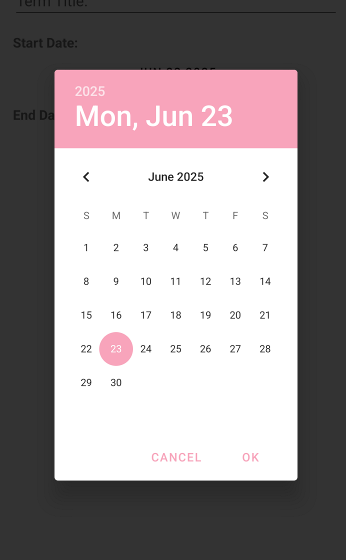 Term Title:
Start Date:
End Da
2025
Mon, Jun 23
June 2025
S M T W T F S
1 2 3 4 5 6 7
8 9 10 11 12 13 14
15 16 17 18 19 20 21
22 23 24 25 26 27 28
29 30
CANCEL OK